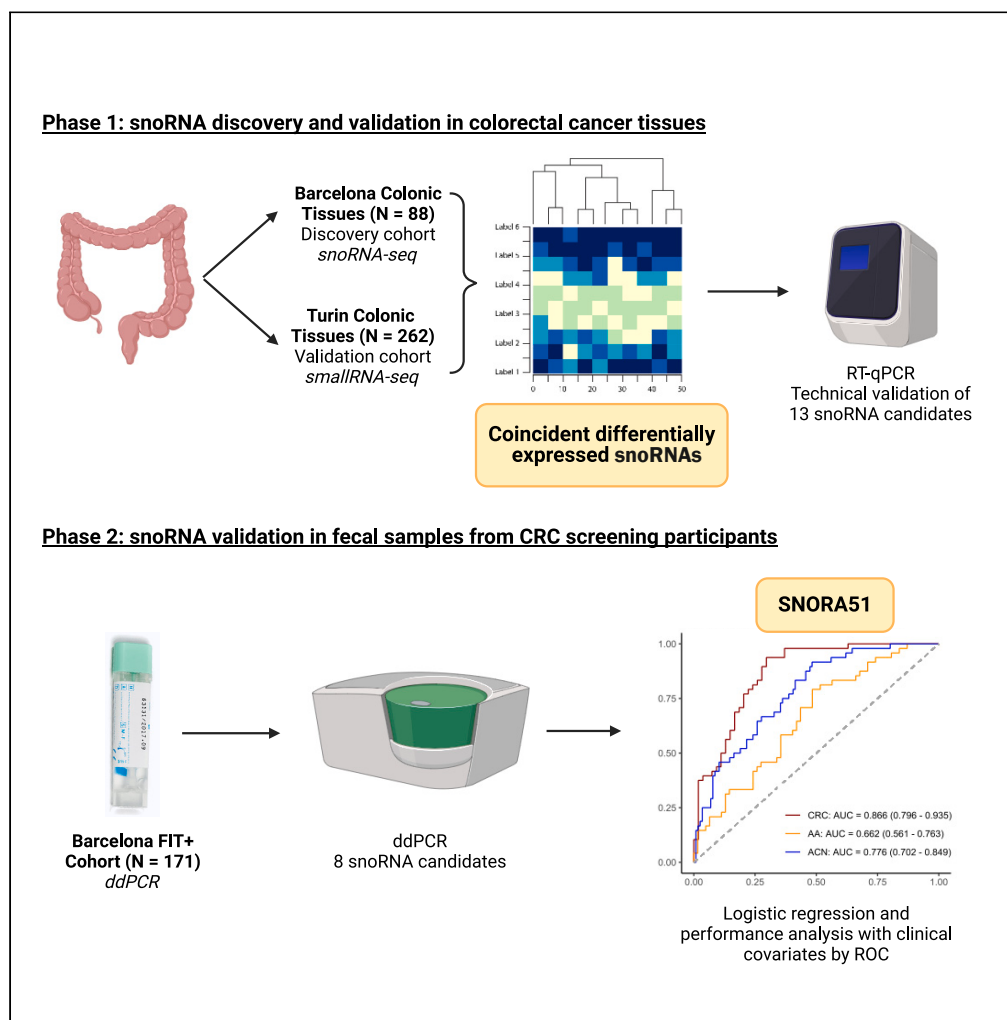 Phase 1: snoRNA discovery and validation in colorectal cancer tissues
Barcelona Colonic
Tissues (N = 88)
Discovery cohort
snoRNA-seq
Turin Colonic
Tissues (N = 262)
Validation cohort
smallRNA-seq
Label 6
Label 5
Label 4
Label 3
Label 2
Label 1
0 10 20 30 40 50
Coincident differentially
expressed snoRNAs
RT-qPCR
Technical validation of
13 snoRNA candidates
Phase 2: snoRNA validation in fecal samples from CRC screening participants
Barcelona FIT+
Cohort (N = 171)
ddPCR
ddPCR
8 snoRNA candidates
SNORA51
1.00
0.75
0.50
0.25
0.00
CRC: AUC = 0.866 (0.796 - 0.935)
AA: AUC = 0.662 (0.561 - 0.763)
ACN: AUC = 0.776 (0.702 - 0.849)
0.00 0.25 0.50 0.75 1.00
Logistic regression and
performance analysis with clinical
covariates by ROC